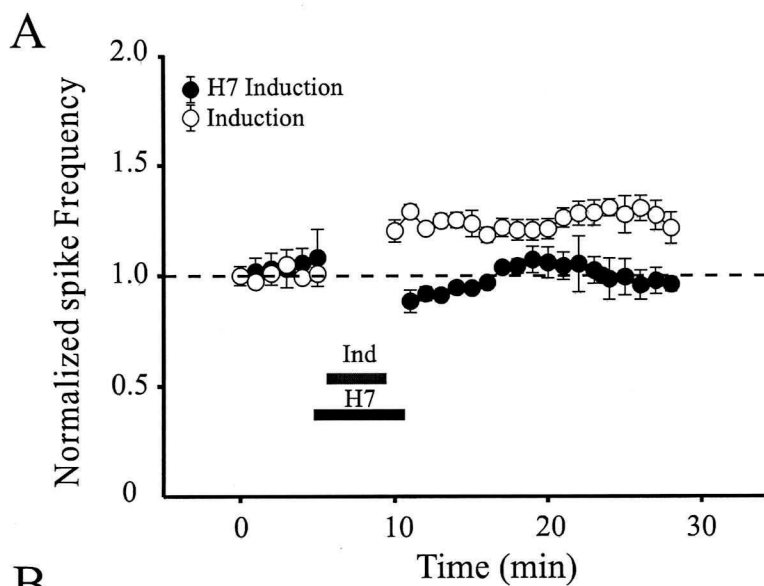 A
2.0
H7 Induction
Induction
1.5
1.0
0.5
0
Ind
H7
Normalized spike Frequency
0
10
20
30
Time (min)
B